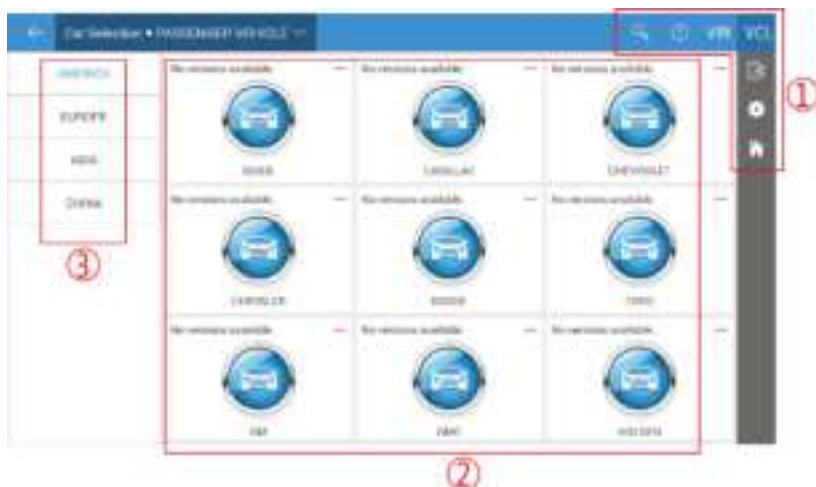 Car Selection • PASSENGER VEHICLE
VIN
VCI
①
AMERICA
EUROPE
ASIA
CHINA
③
No versions available
No versions available
No versions available
BUICK
CADILLAC
CHEVROLET
No versions available
No versions available
No versions available
CHRYSLER
DODGE
FORD
No versions available
No versions available
No versions available
GM
GMC
HOLDEN
②